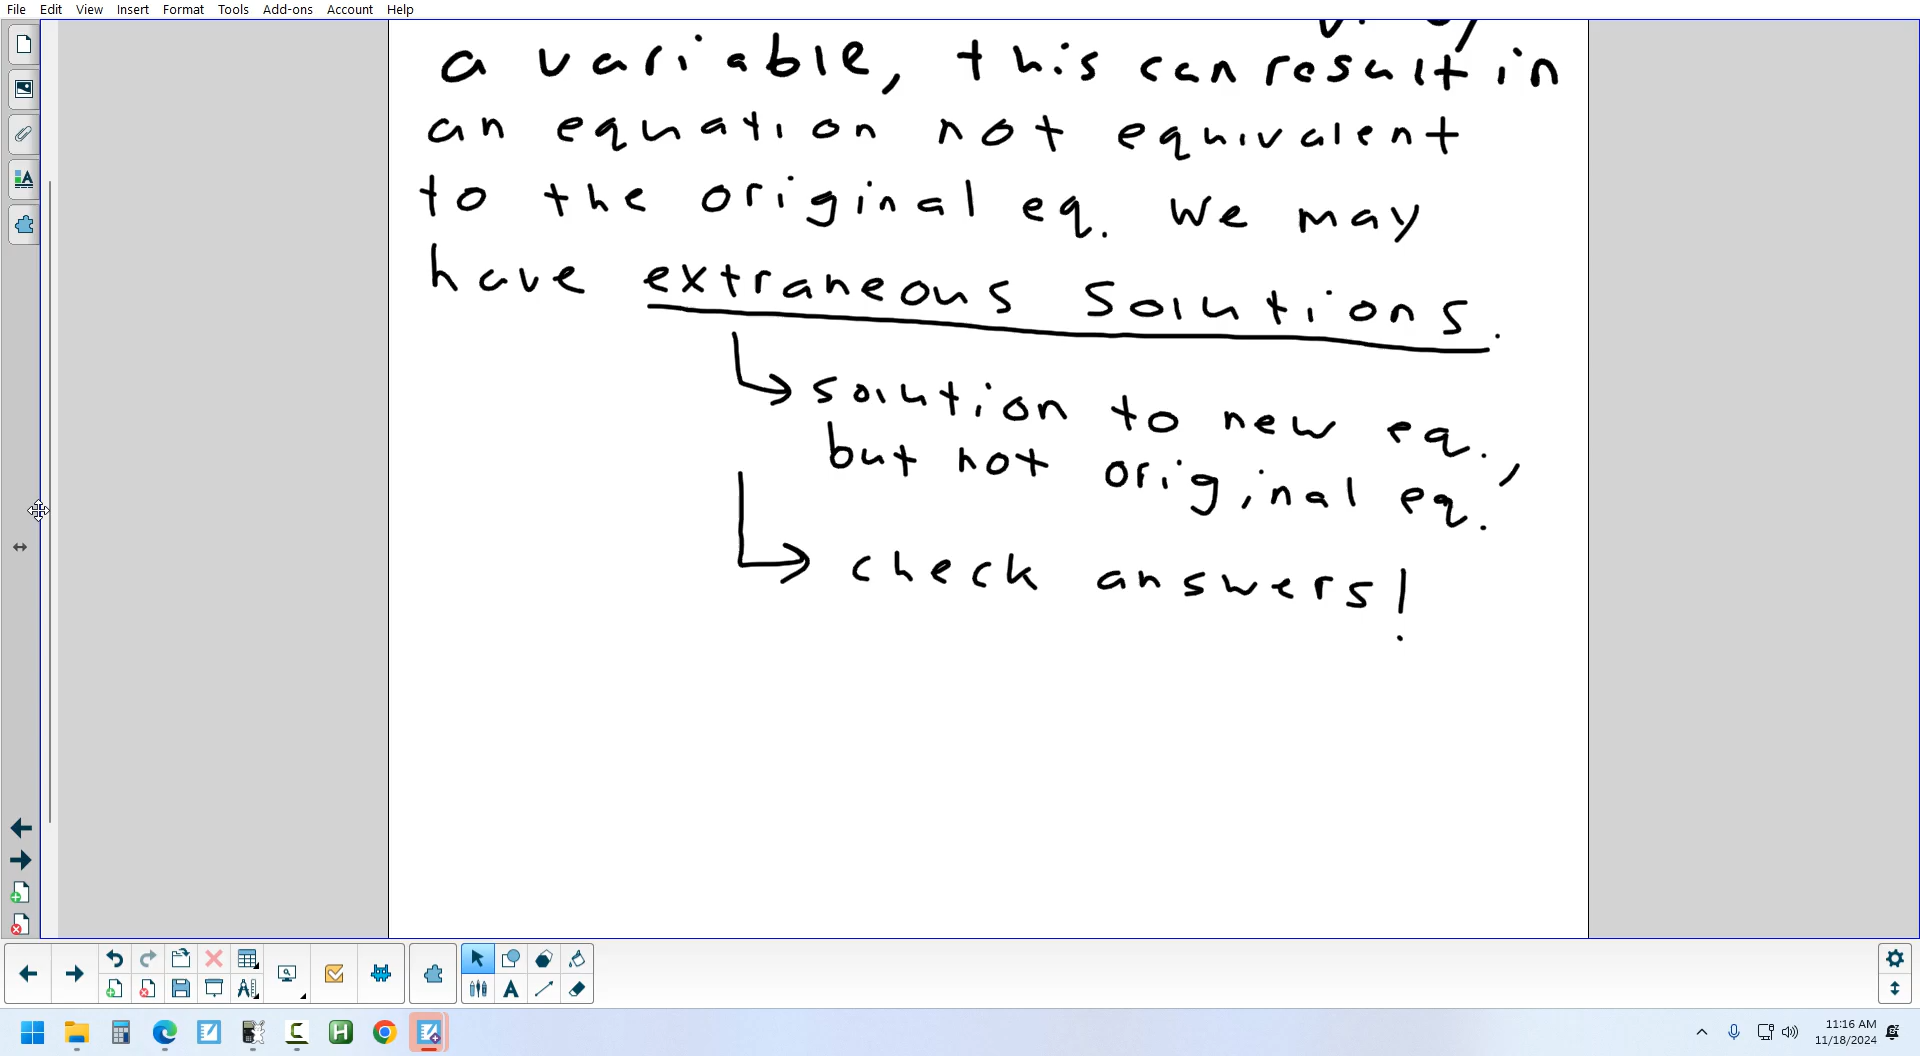 File Edit View Insert Format Tools Add-ons Account Help
a variable, this can result in
an equation not equivalent
to the original eq. We may
have extraneous solutions.
solution to new eq.,
but not original eq.
check answers!
11:16 AM
11/18/2024